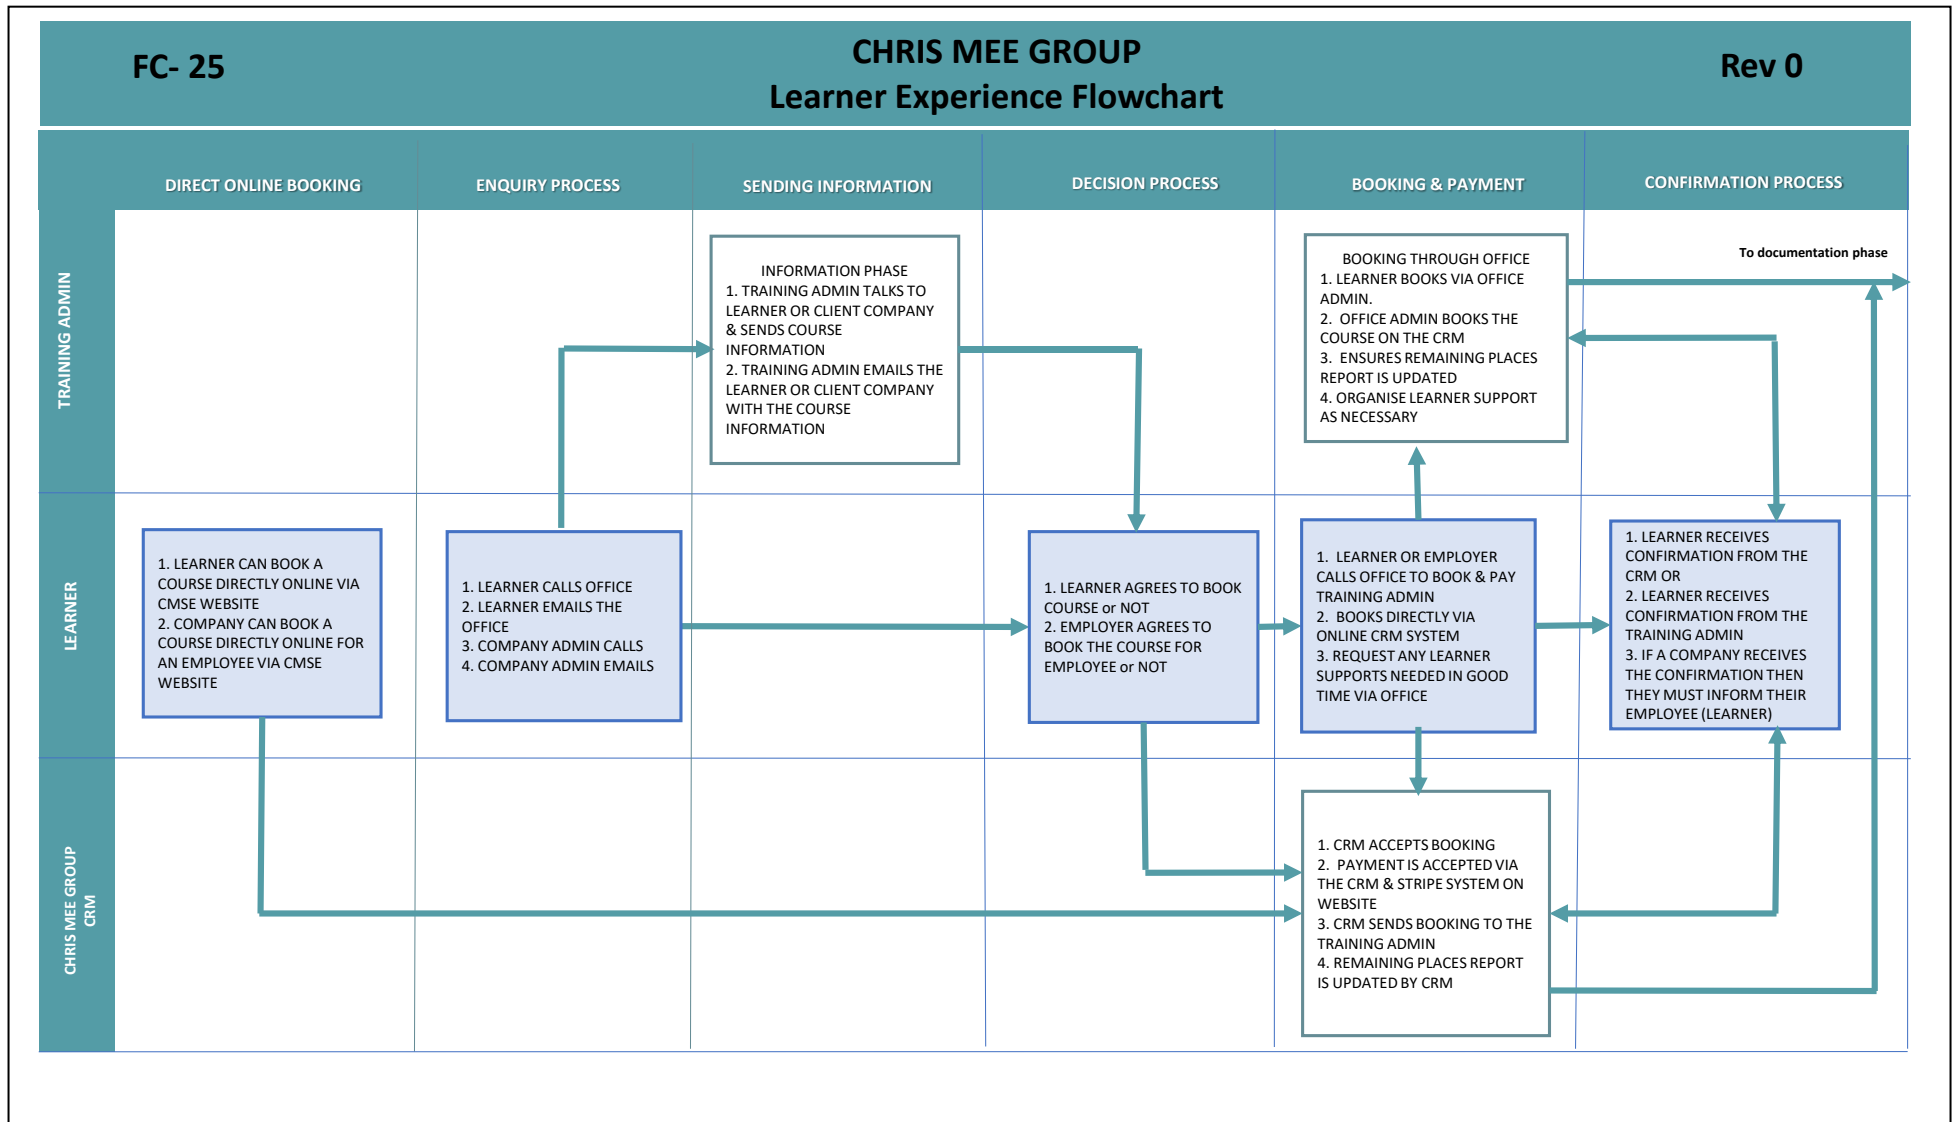 FC- 25
CHRIS MEE GROUP
Learner Experience Flowchart
Rev 0
DIRECT ONLINE BOOKING
ENQUIRY PROCESS
SENDING INFORMATION
DECISION PROCESS
BOOKING & PAYMENT
CONFIRMATION PROCESS
TRAINING ADMIN
INFORMATION PHASE
1. TRAINING ADMIN TALKS TO
LEARNER OR CLIENT COMPANY
& SENDS COURSE
INFORMATION
2. TRAINING ADMIN EMAILS THE
LEARNER OR CLIENT COMPANY
WITH THE COURSE
INFORMATION
BOOKING THROUGH OFFICE
1. LEARNER BOOKS VIA OFFICE
ADMIN.
2. OFFICE ADMIN BOOKS THE
COURSE ON THE CRM
3. ENSURES REMAINING PLACES
REPORT IS UPDATED
4. ORGANISE LEARNER SUPPORT
AS NECESSARY
To documentation phase
LEARNER
1. LEARNER CAN BOOK A
COURSE DIRECTLY ONLINE VIA
CMSE WEBSITE
2. COMPANY CAN BOOK A
COURSE DIRECTLY ONLINE FOR
AN EMPLOYEE VIA CMSE
WEBSITE
1. LEARNER CALLS OFFICE
2. LEARNER EMAILS THE
OFFICE
3. COMPANY ADMIN CALLS
4. COMPANY ADMIN EMAILS
1. LEARNER AGREES TO BOOK
COURSE or NOT
2. EMPLOYER AGREES TO
BOOK THE COURSE FOR
EMPLOYEE or NOT
1. LEARNER OR EMPLOYER
CALLS OFFICE TO BOOK & PAY
TRAINING ADMIN
2. BOOKS DIRECTLY VIA
ONLINE CRM SYSTEM
3. REQUEST ANY LEARNER
SUPPORTS NEEDED IN GOOD
TIME VIA OFFICE
1. LEARNER RECEIVES
CONFIRMATION FROM THE
CRM OR
2. LEARNER RECEIVES
CONFIRMATION FROM THE
TRAINING ADMIN
3. IF A COMPANY RECEIVES
THE CONFIRMATION THEN
THEY MUST INFORM THEIR
EMPLOYEE (LEARNER)
CHRIS MEE GROUP
CRM
1. CRM ACCEPTS BOOKING
2. PAYMENT IS ACCEPTED VIA
THE CRM & STRIPE SYSTEM ON
WEBSITE
3. CRM SENDS BOOKING TO THE
TRAINING ADMIN
4. REMAINING PLACES REPORT
IS UPDATED BY CRM